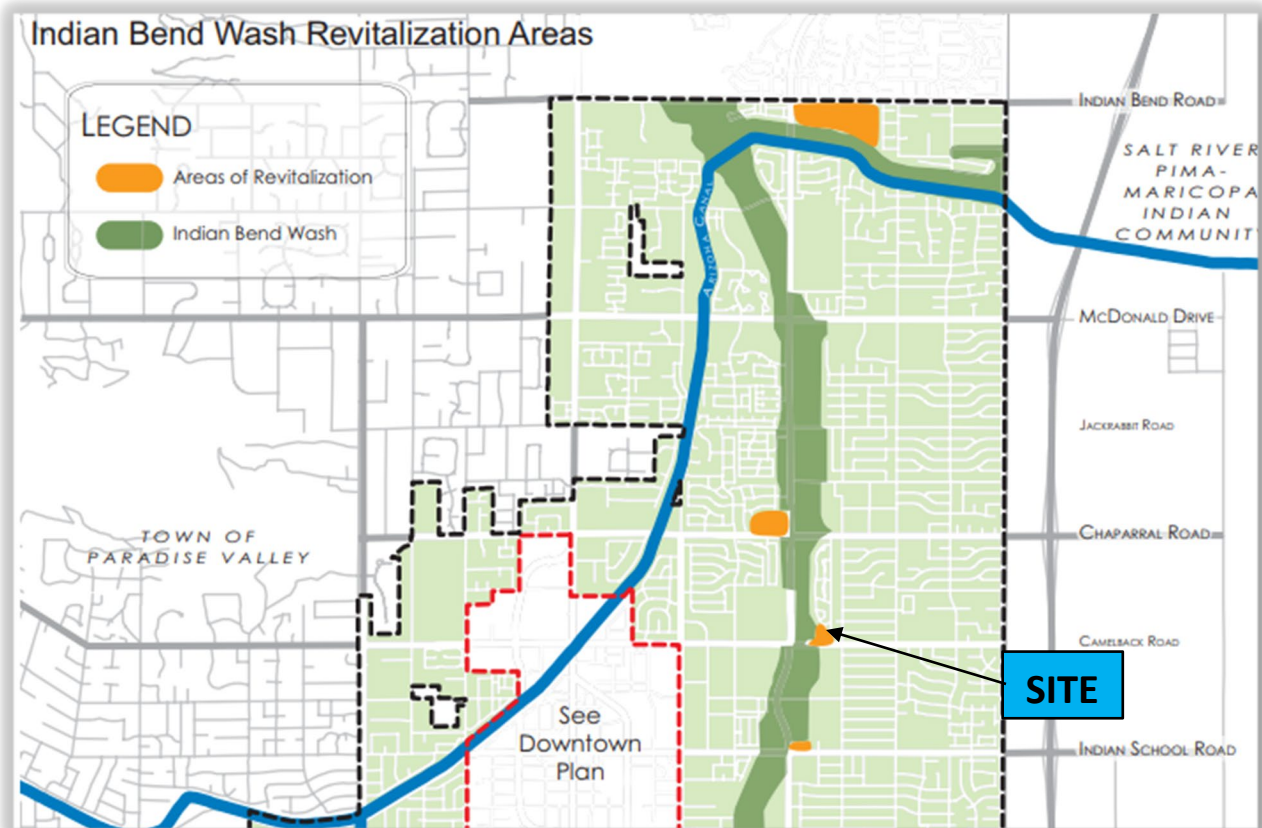 Indian Bend Wash Revitalization Areas
LEGEND
Areas of Revitalization
Indian Bend Wash
INDIAN BEND ROAD
SALT RIVER
PIMA-
MARICOPA
INDIAN
COMMUNIT
ARIZONA CANAL
MCDONALD DRIVE
JACKRABBIT ROAD
TOWN OF
PARADISE VALLEY
CHAPARRAL ROAD
CAMELBACK ROAD
SITE
See
Downtown
Plan
INDIAN SCHOOL ROAD